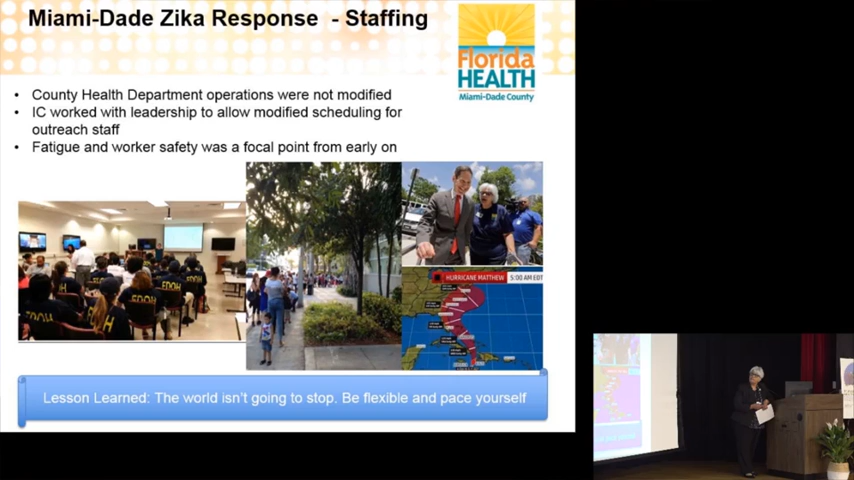 Miami-Dade Zika Response - Staffing
Florida
HEALTH
Miami-Dade County
• County Health Department operations were not modified
• IC worked with leadership to allow modified scheduling for
outreach staff
• Fatigue and worker safety was a focal point from early on
HURRICANE MATTHEW
5:00 AM EDT
FDOH
FDOH
FDOH
Lesson Learned: The world isn't going to stop. Be flexible and pace yourself